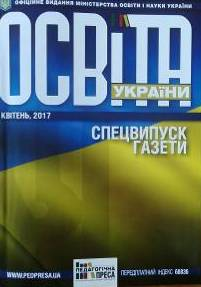 ОФІЦІЙНЕ ВИДАННЯ МІНІСТЕРСТВА ОСВІТИ І НАУКИ УКРАЇНИ
ОСВІТА
УКРАЇНИ
КВІТЕНЬ, 2017
СПЕЦВИПУСК
ГАЗЕТИ
ПЕДАГОГІЧНА
ПРЕСА
WWW.PEDPRESA.UA
ПЕРЕДПЛАТНИЙ ІНДЕКС 68836